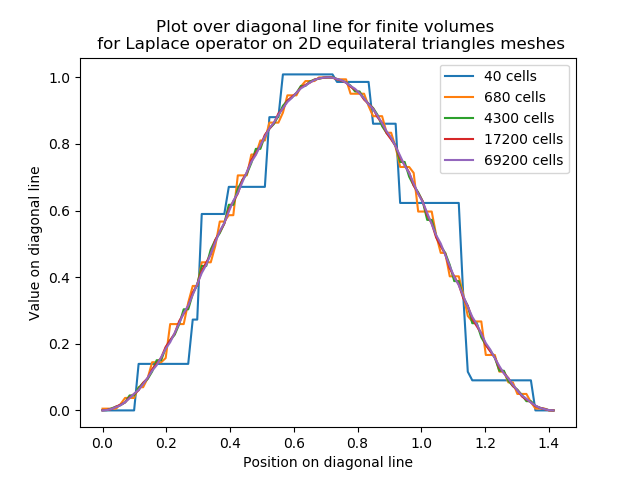 Plot over diagonal line for finite volumes
for Laplace operator on 2D equilateral triangles meshes
40 cells
680 cells
4300 cells
17200 cells
69200 cells
Value on diagonal line
1.0
0.8
0.6
0.4
0.2
0.0
0.0 0.2 0.4 0.6 0.8 1.0 1.2 1.4
Position on diagonal line